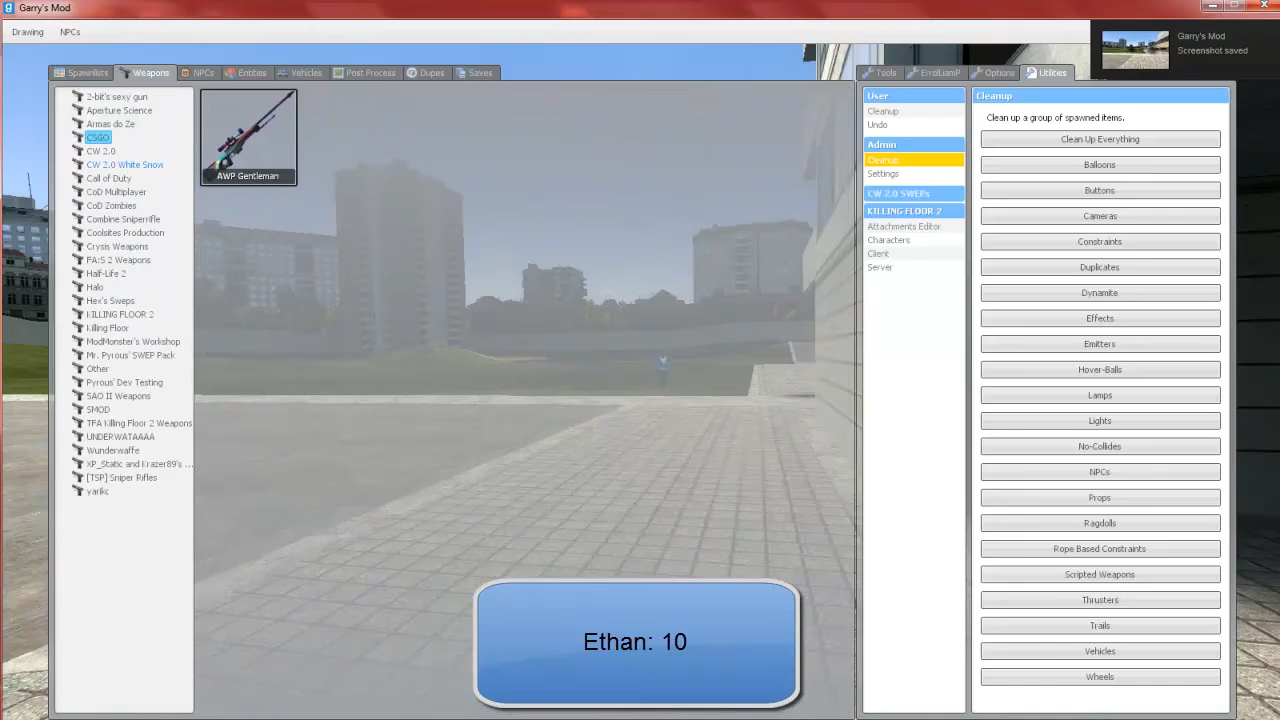 Garry's Mod
Drawing NPCs
Garry's Mod
Screenshot saved
Spawnlists Weapons NPCs Entities Vehicles Post Process Dupes Saves
Tools ErrolLiamP Options Utilities
2-bit's sexy gun
Aperture Science
Armas do Ze
CSGO
CW 2.0
CW 2.0 White Snow
Call of Duty
CoD Multiplayer
CoD Zombies
Combine Sniperrifle
Coolsites Production
Crysis Weapons
FA:S 2 Weapons
Half-Life 2
Halo
Hex's Sweps
KILLING FLOOR 2
Killing Floor
ModMonster's Workshop
Mr. Pyrous' SWEP Pack
Other
Pyrous' Dev Testing
SAO II Weapons
SMOD
TFA Killing Floor 2 Weapons
UNDERWATAAAA
Wunderwaffe
XP_Static and Krazer89's ...
[TSP] Sniper Rifles
yarikc
AWP Gentleman
User
Cleanup
Undo
Admin
Cleanup
Settings
CW 2.0 SWEPs
KILLING FLOOR 2
Attachments Editor
Characters
Client
Server
Cleanup
Clean up a group of spawned items.
Clean Up Everything
Balloons
Buttons
Cameras
Constraints
Duplicates
Dynamite
Effects
Emitters
Hover-Balls
Lamps
Lights
No-Collides
NPCs
Props
Ragdolls
Rope Based Constraints
Scripted Weapons
Thrusters
Trails
Vehicles
Wheels
Ethan: 10